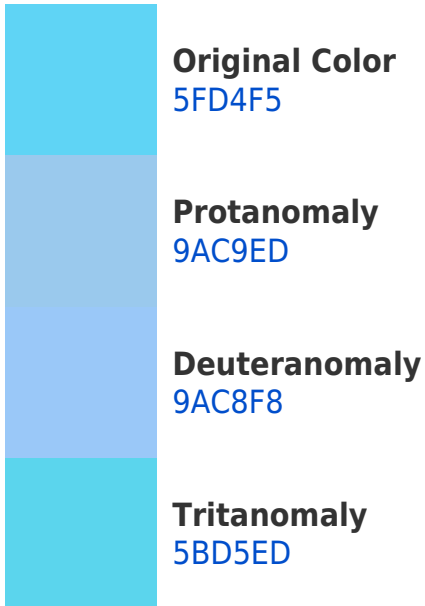 Original Color
5FD4F5
Protanomaly
9AC9ED
Deuteranomaly
9AC8F8
Tritanomaly
5BD5ED